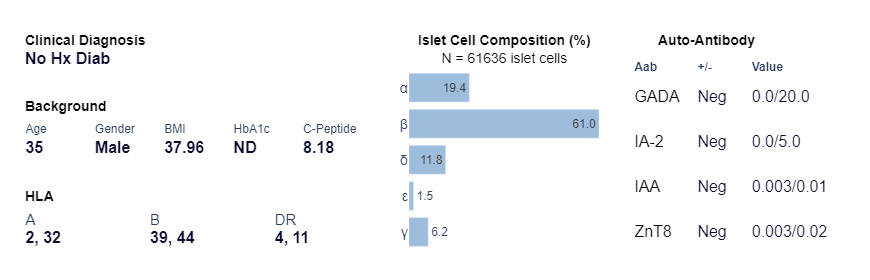 Clinical Diagnosis
No Hx Diab
Background
Age Gender BMI HbA1c C-Peptide
35 Male 37.96 ND 8.18
HLA
A B DR
2, 32 39, 44 4, 11
Islet Cell Composition (%)
N = 61636 islet cells
α 19.4
β 61.0
δ 11.8
ε 1.5
γ 6.2
Auto-Antibody
Aab +/- Value
GADA Neg 0.0/20.0
IA-2 Neg 0.0/5.0
IAA Neg 0.003/0.01
ZnT8 Neg 0.003/0.02